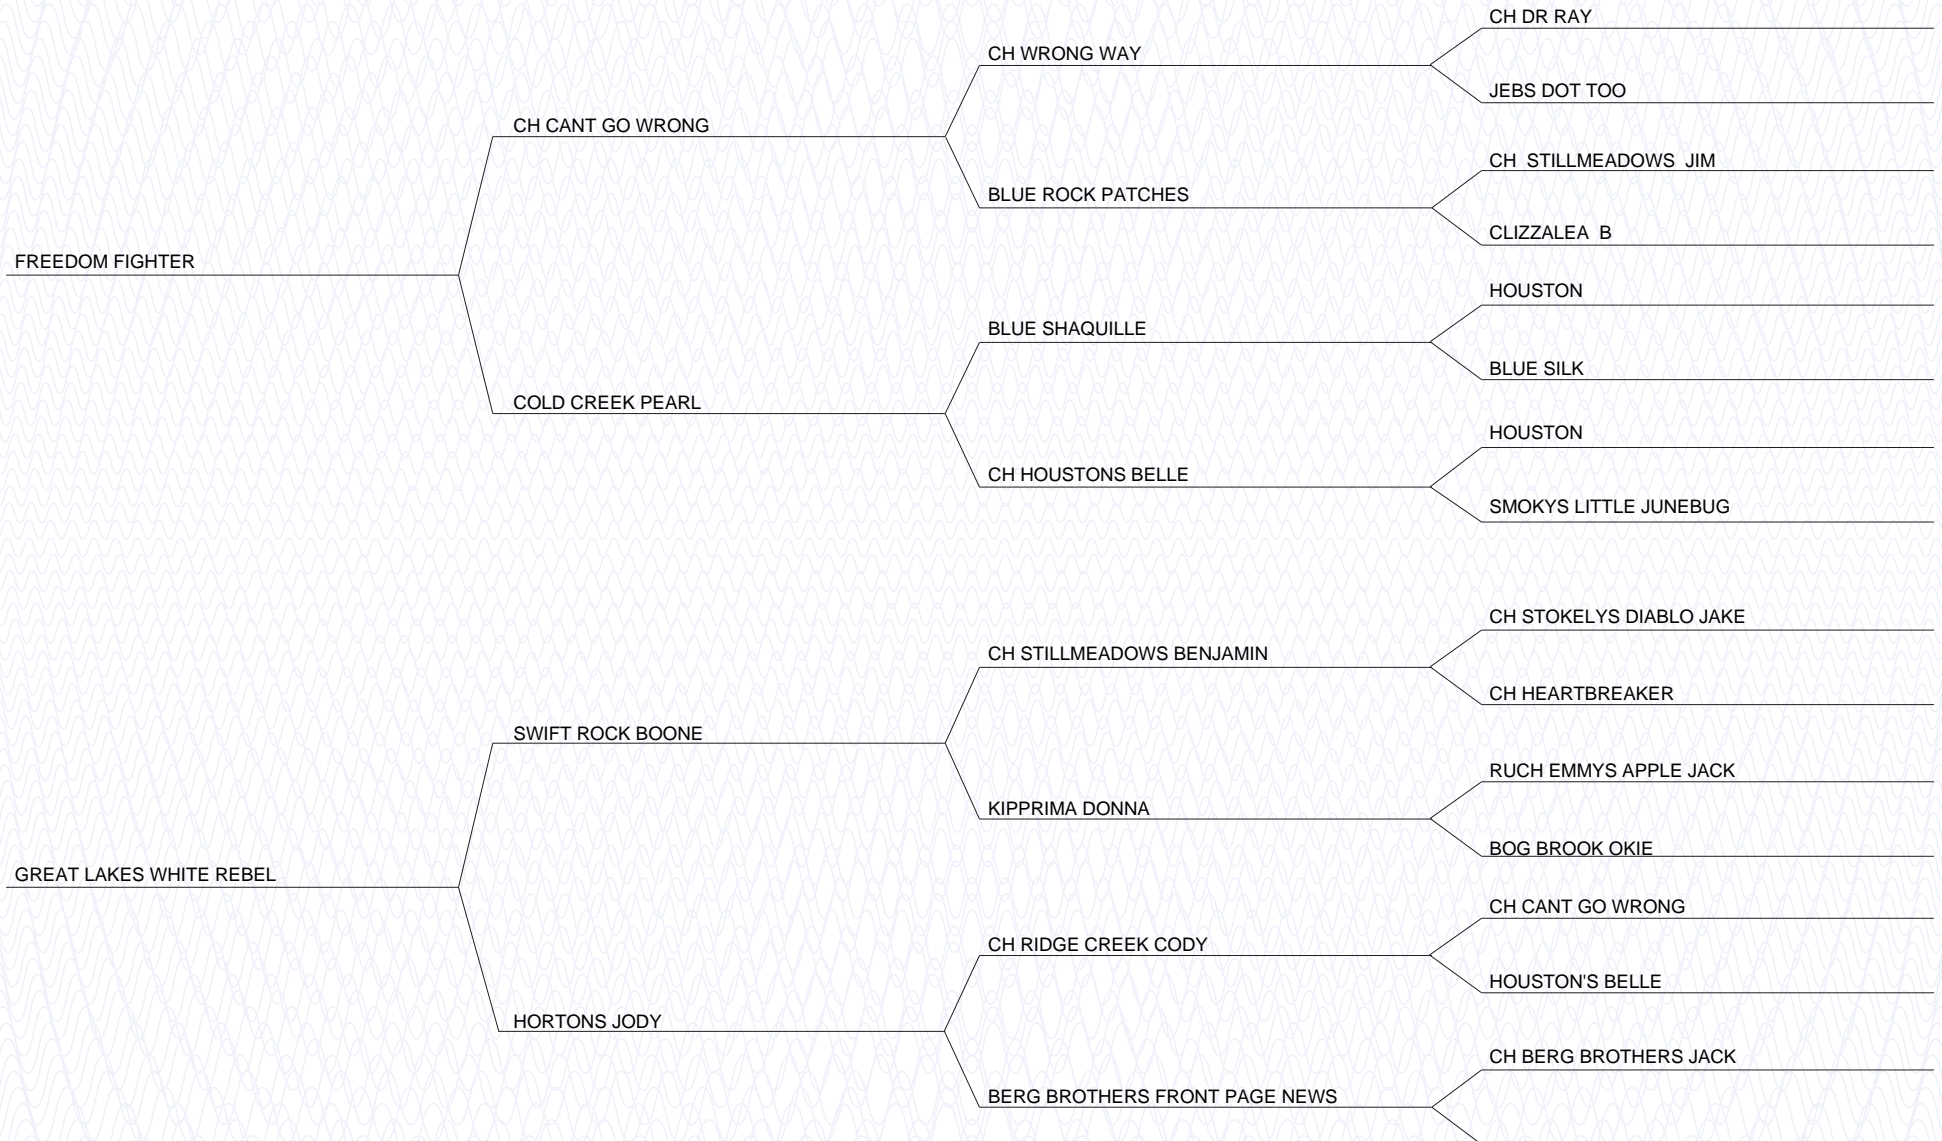 CH DR RAY
CH WRONG WAY
JEBS DOT TOO
CH CANT GO WRONG
CH  STILLMEADOWS  JIM
BLUE ROCK PATCHES
CLIZZALEA  B
FREEDOM FIGHTER
HOUSTON
BLUE SHAQUILLE
BLUE SILK
COLD CREEK PEARL
HOUSTON
CH HOUSTONS BELLE
SMOKYS LITTLE JUNEBUG
CH STOKELYS DIABLO JAKE
CH STILLMEADOWS BENJAMIN
CH HEARTBREAKER
SWIFT ROCK BOONE
RUCH EMMYS APPLE JACK
KIPPRIMA DONNA
BOG BROOK OKIE
GREAT LAKES WHITE REBEL
CH CANT GO WRONG
CH RIDGE CREEK CODY
HOUSTON'S BELLE
HORTONS JODY
CH BERG BROTHERS JACK
BERG BROTHERS FRONT PAGE NEWS